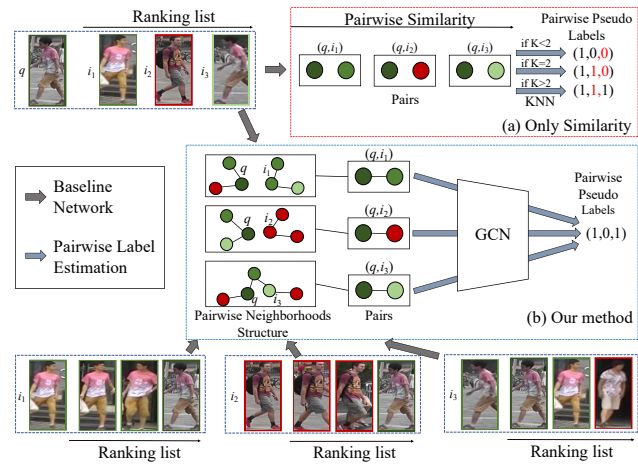 Ranking list
q
i1
i2
i3
Pairwise Similarity
(q,i1)
(q,i2)
(q,i3)
Pairs
if K<2
if K=2
if K>2
KNN
Pairwise Pseudo
Labels
(1,0,0)
(1,1,0)
(1,1,1)
(a) Only Similarity
Baseline
Network
Pairwise Label
Estimation
q
i1
q
i2
q
i3
Pairwise Neighborhoods
Structure
(q,i1)
(q,i2)
(q,i3)
Pairs
GCN
Pairwise
Pseudo
Labels
(1,0,1)
(b) Our method
i1
Ranking list
i2
Ranking list
i3
Ranking list